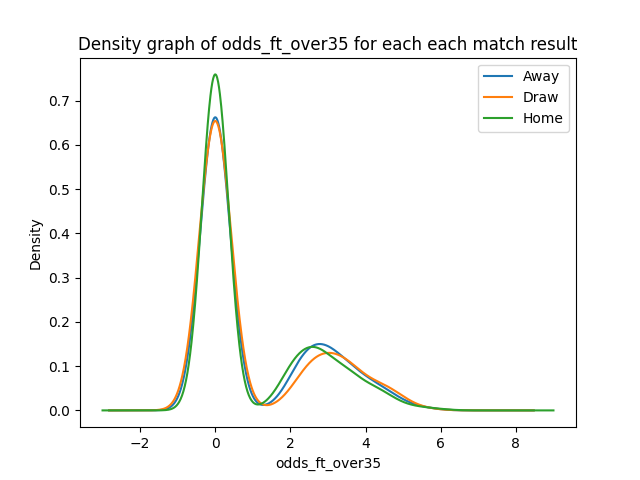 Density graph of odds_ft_over35 for each each match result
Away
Draw
Home
Density
0.7
0.6
0.5
0.4
0.3
0.2
0.1
0.0
−2
0
2
4
6
8
odds_ft_over35